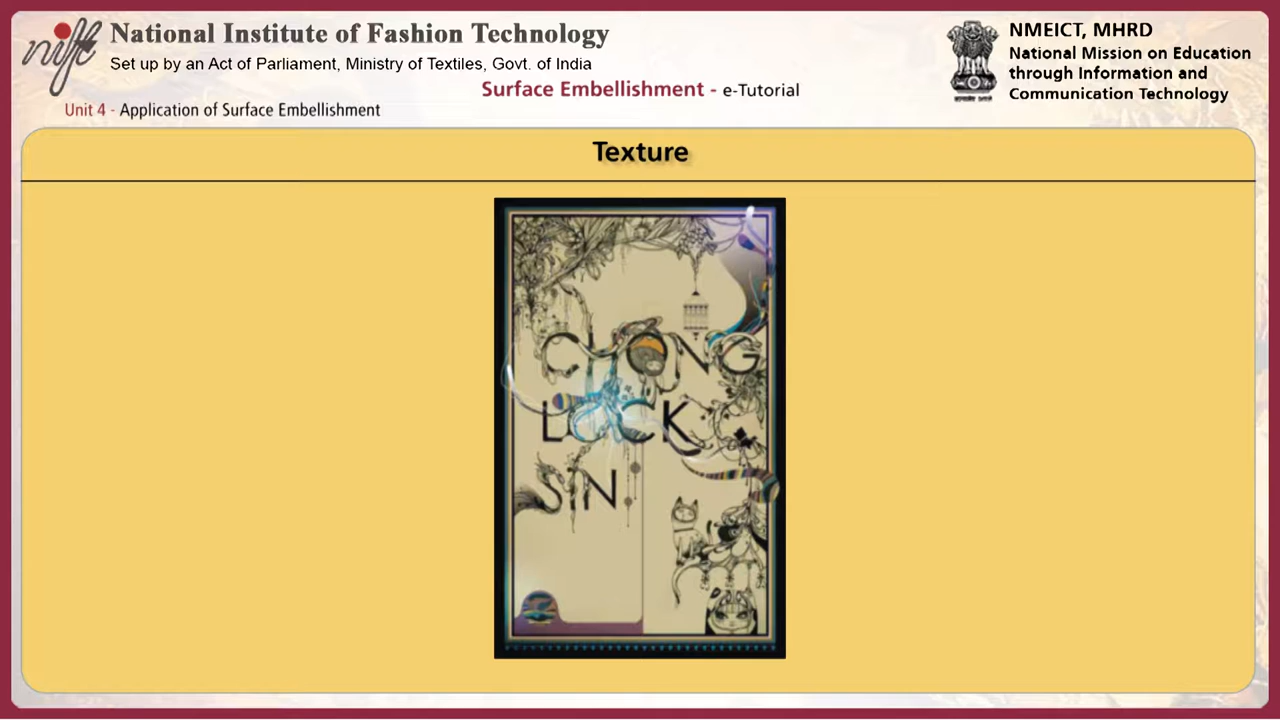 nift
National Institute of Fashion Technology
Set up by an Act of Parliament, Ministry of Textiles, Govt. of India
NMEICT, MHRD
National Mission on Education
through Information and
Communication Technology
Surface Embellishment - e-Tutorial
Unit 4 - Application of Surface Embellishment
Texture
CHONG
LOCK
SIN